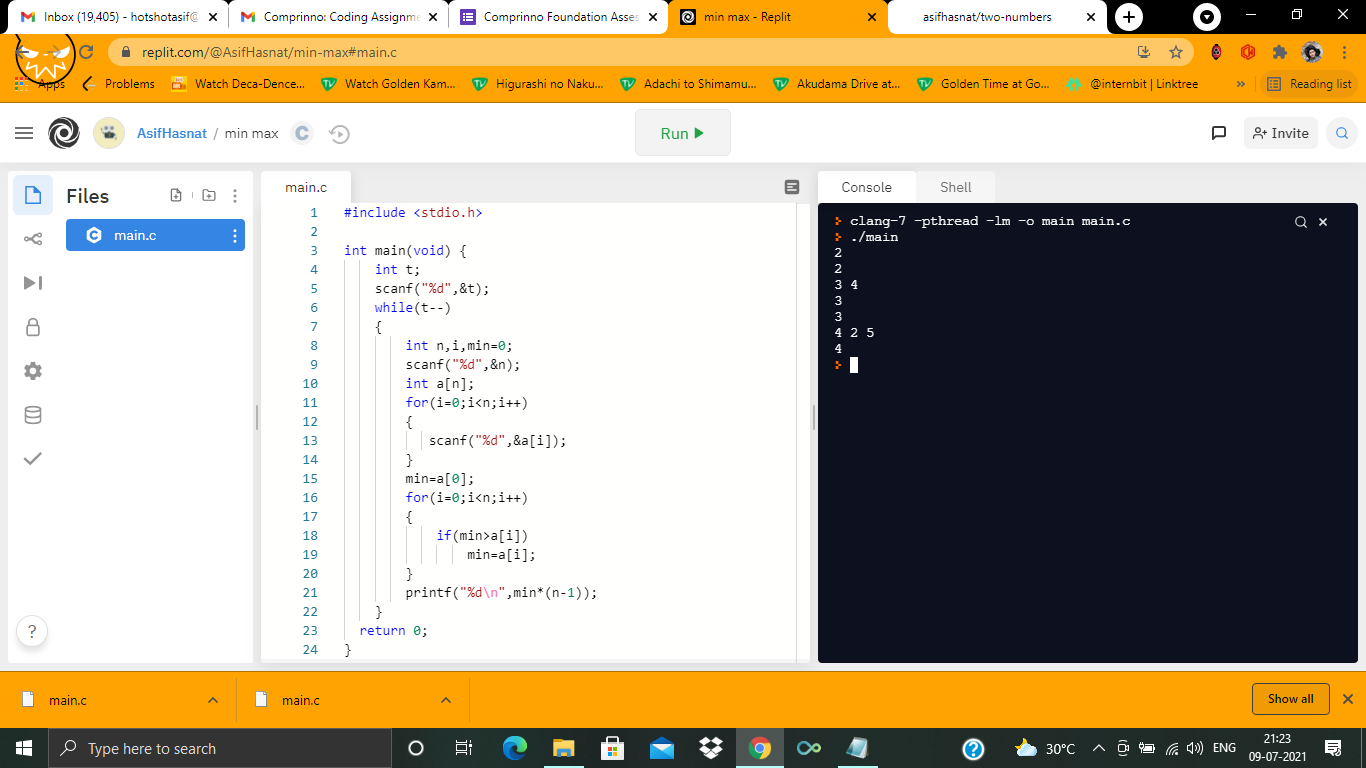 Inbox (19,405) - hotshotasif@
Comprinno: Coding Assignme
Comprinno Foundation Asses
min max - Replit
asifhasnat/two-numbers
replit.com/@AsifHasnat/min-max#main.c
Apps
Problems
Watch Deca-Dence...
Watch Golden Kam...
Higurashi no Naku...
Adachi to Shimamu...
Akudama Drive at...
Golden Time at Go...
@internbit | Linktree
»
Reading list
AsifHasnat / min max
C
Run
Invite
Files
main.c
main.c
1 #include <stdio.h>
2
3 int main(void) {
4 int t;
5 scanf("%d",&t);
6 while(t--)
7 {
8 int n,i,min=0;
9 scanf("%d",&n);
10 int a[n];
11 for(i=0;i<n;i++)
12 {
13 scanf("%d",&a[i]);
14 }
15 min=a[0];
16 for(i=0;i<n;i++)
17 {
18 if(min>a[i])
19 min=a[i];
20 }
21 printf("%d\n",min*(n-1));
22 }
23 return 0;
24 }
Console
Shell
clang-7 -pthread -lm -o main main.c
./main
2
2
3 4
3
3
4 2 5
4
?
main.c
main.c
Show all
Type here to search
30°C
ENG
21:23
09-07-2021